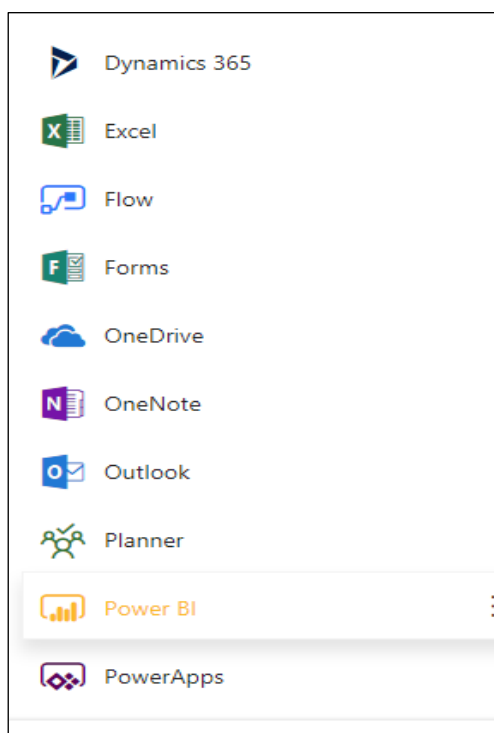 Dynamics 365
Excel
Flow
Forms
OneDrive
OneNote
Outlook
Planner
Power BI
PowerApps